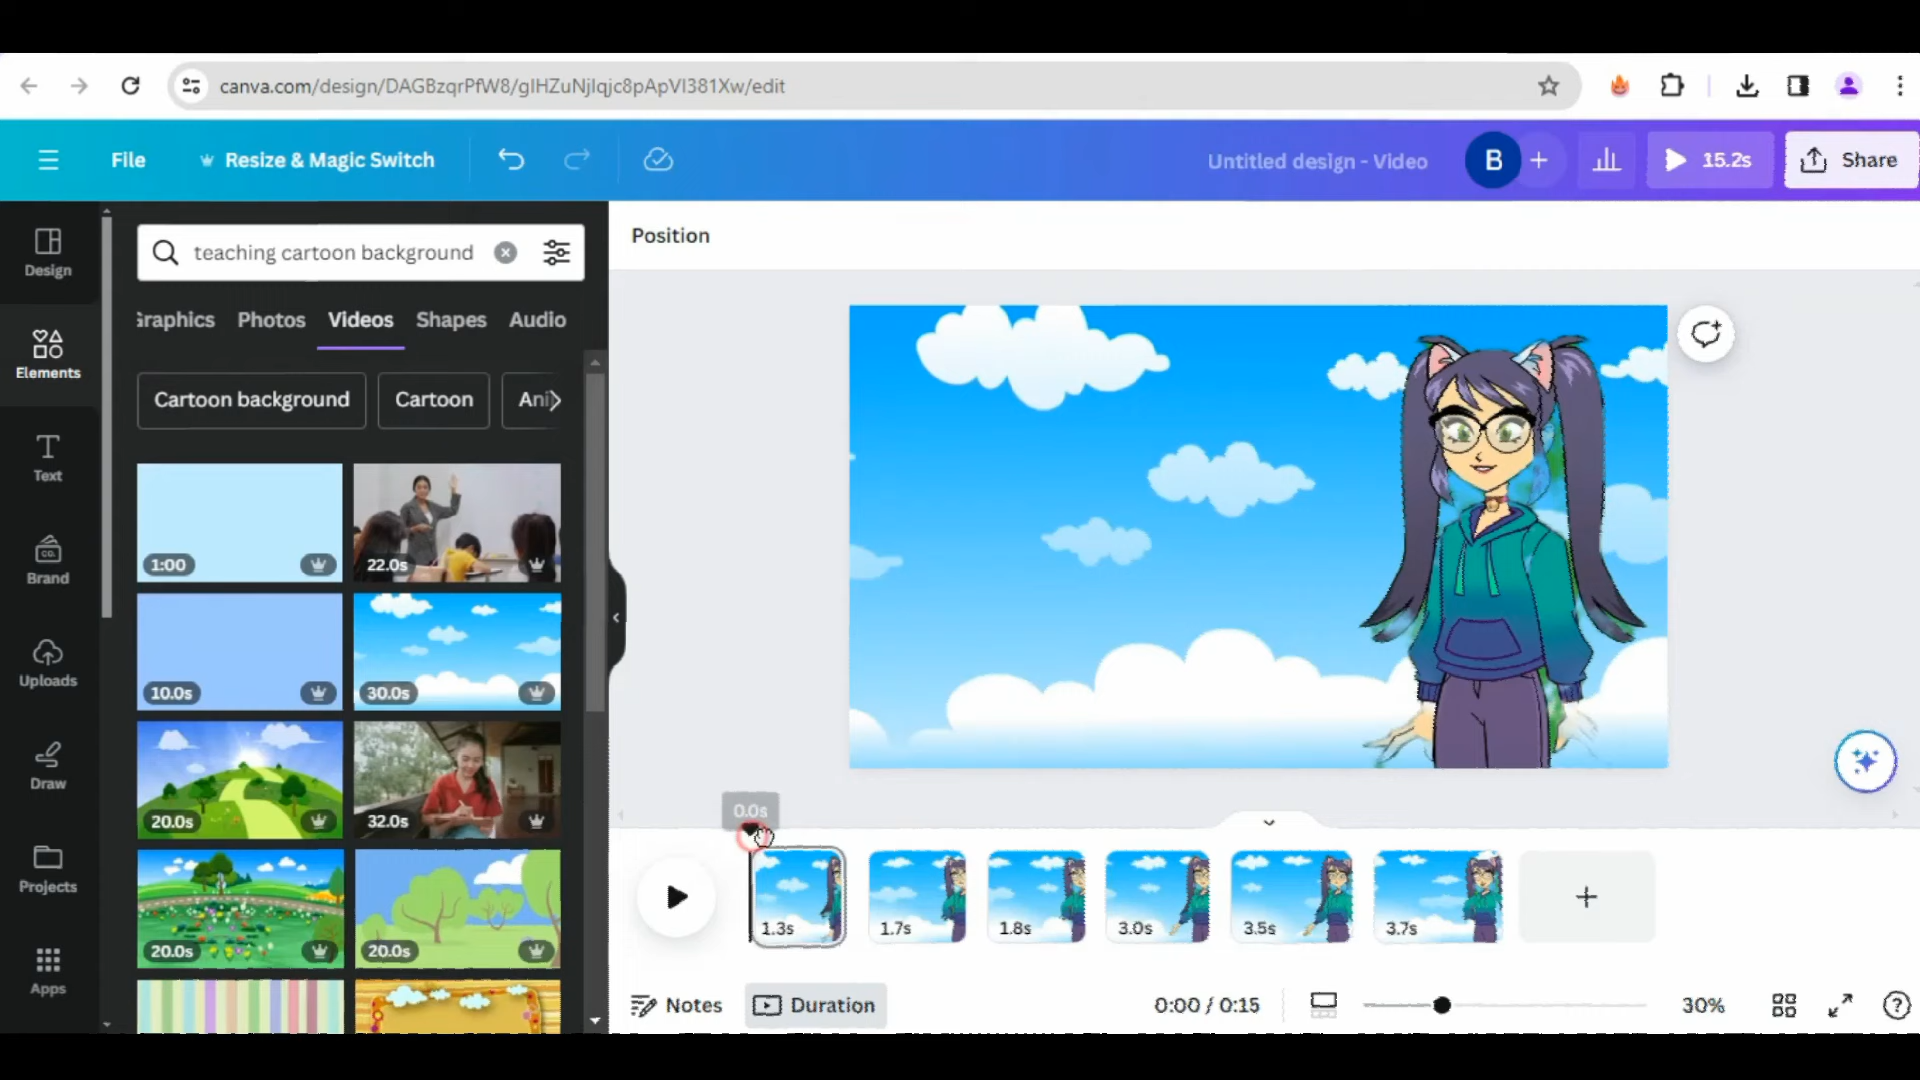 canva.com/design/DAGBzqrPfW8/glHZuNjlqjc8pApVl381Xw/edit
File
Resize & Magic Switch
Untitled design - Video
B
15.2s
Share
Design
Elements
Text
Brand
Uploads
Draw
Projects
Apps
teaching cartoon background
Graphics
Photos
Videos
Shapes
Audio
Cartoon background
Cartoon
Ani
1:00
22.0s
10.0s
30.0s
20.0s
32.0s
20.0s
20.0s
Position
0.0s
1.3s
1.7s
1.8s
3.0s
3.5s
3.7s
Notes
Duration
0:00 / 0:15
30%